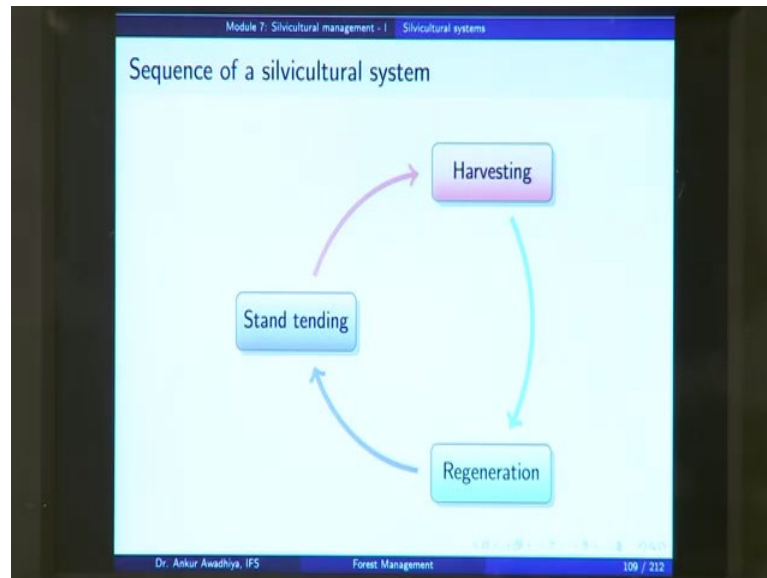 Module 7: Silvicultural management - I Silvicultural systems
Sequence of a silvicultural system
Harvesting
Stand tending
Regeneration
Dr. Ankur Awadhiya, IFS Forest Management 109 / 212